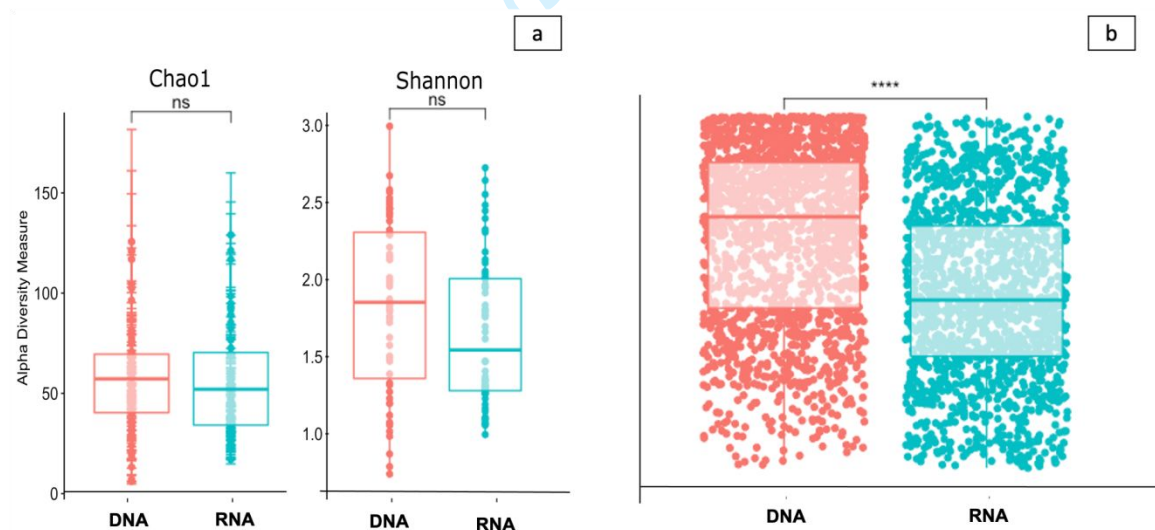 a
b
Chao1
Shannon
ns
ns
****
Alpha Diversity Measure
150
100
50
0
3.0
2.5
2.0
1.5
1.0
DNA
RNA
DNA
RNA
DNA
RNA